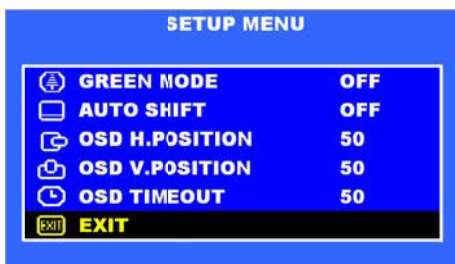 SETUP MENU
GREEN MODE OFF
AUTO SHIFT OFF
OSD H.POSITION 50
OSD V.POSITION 50
OSD TIMEOUT 50
EXIT EXIT